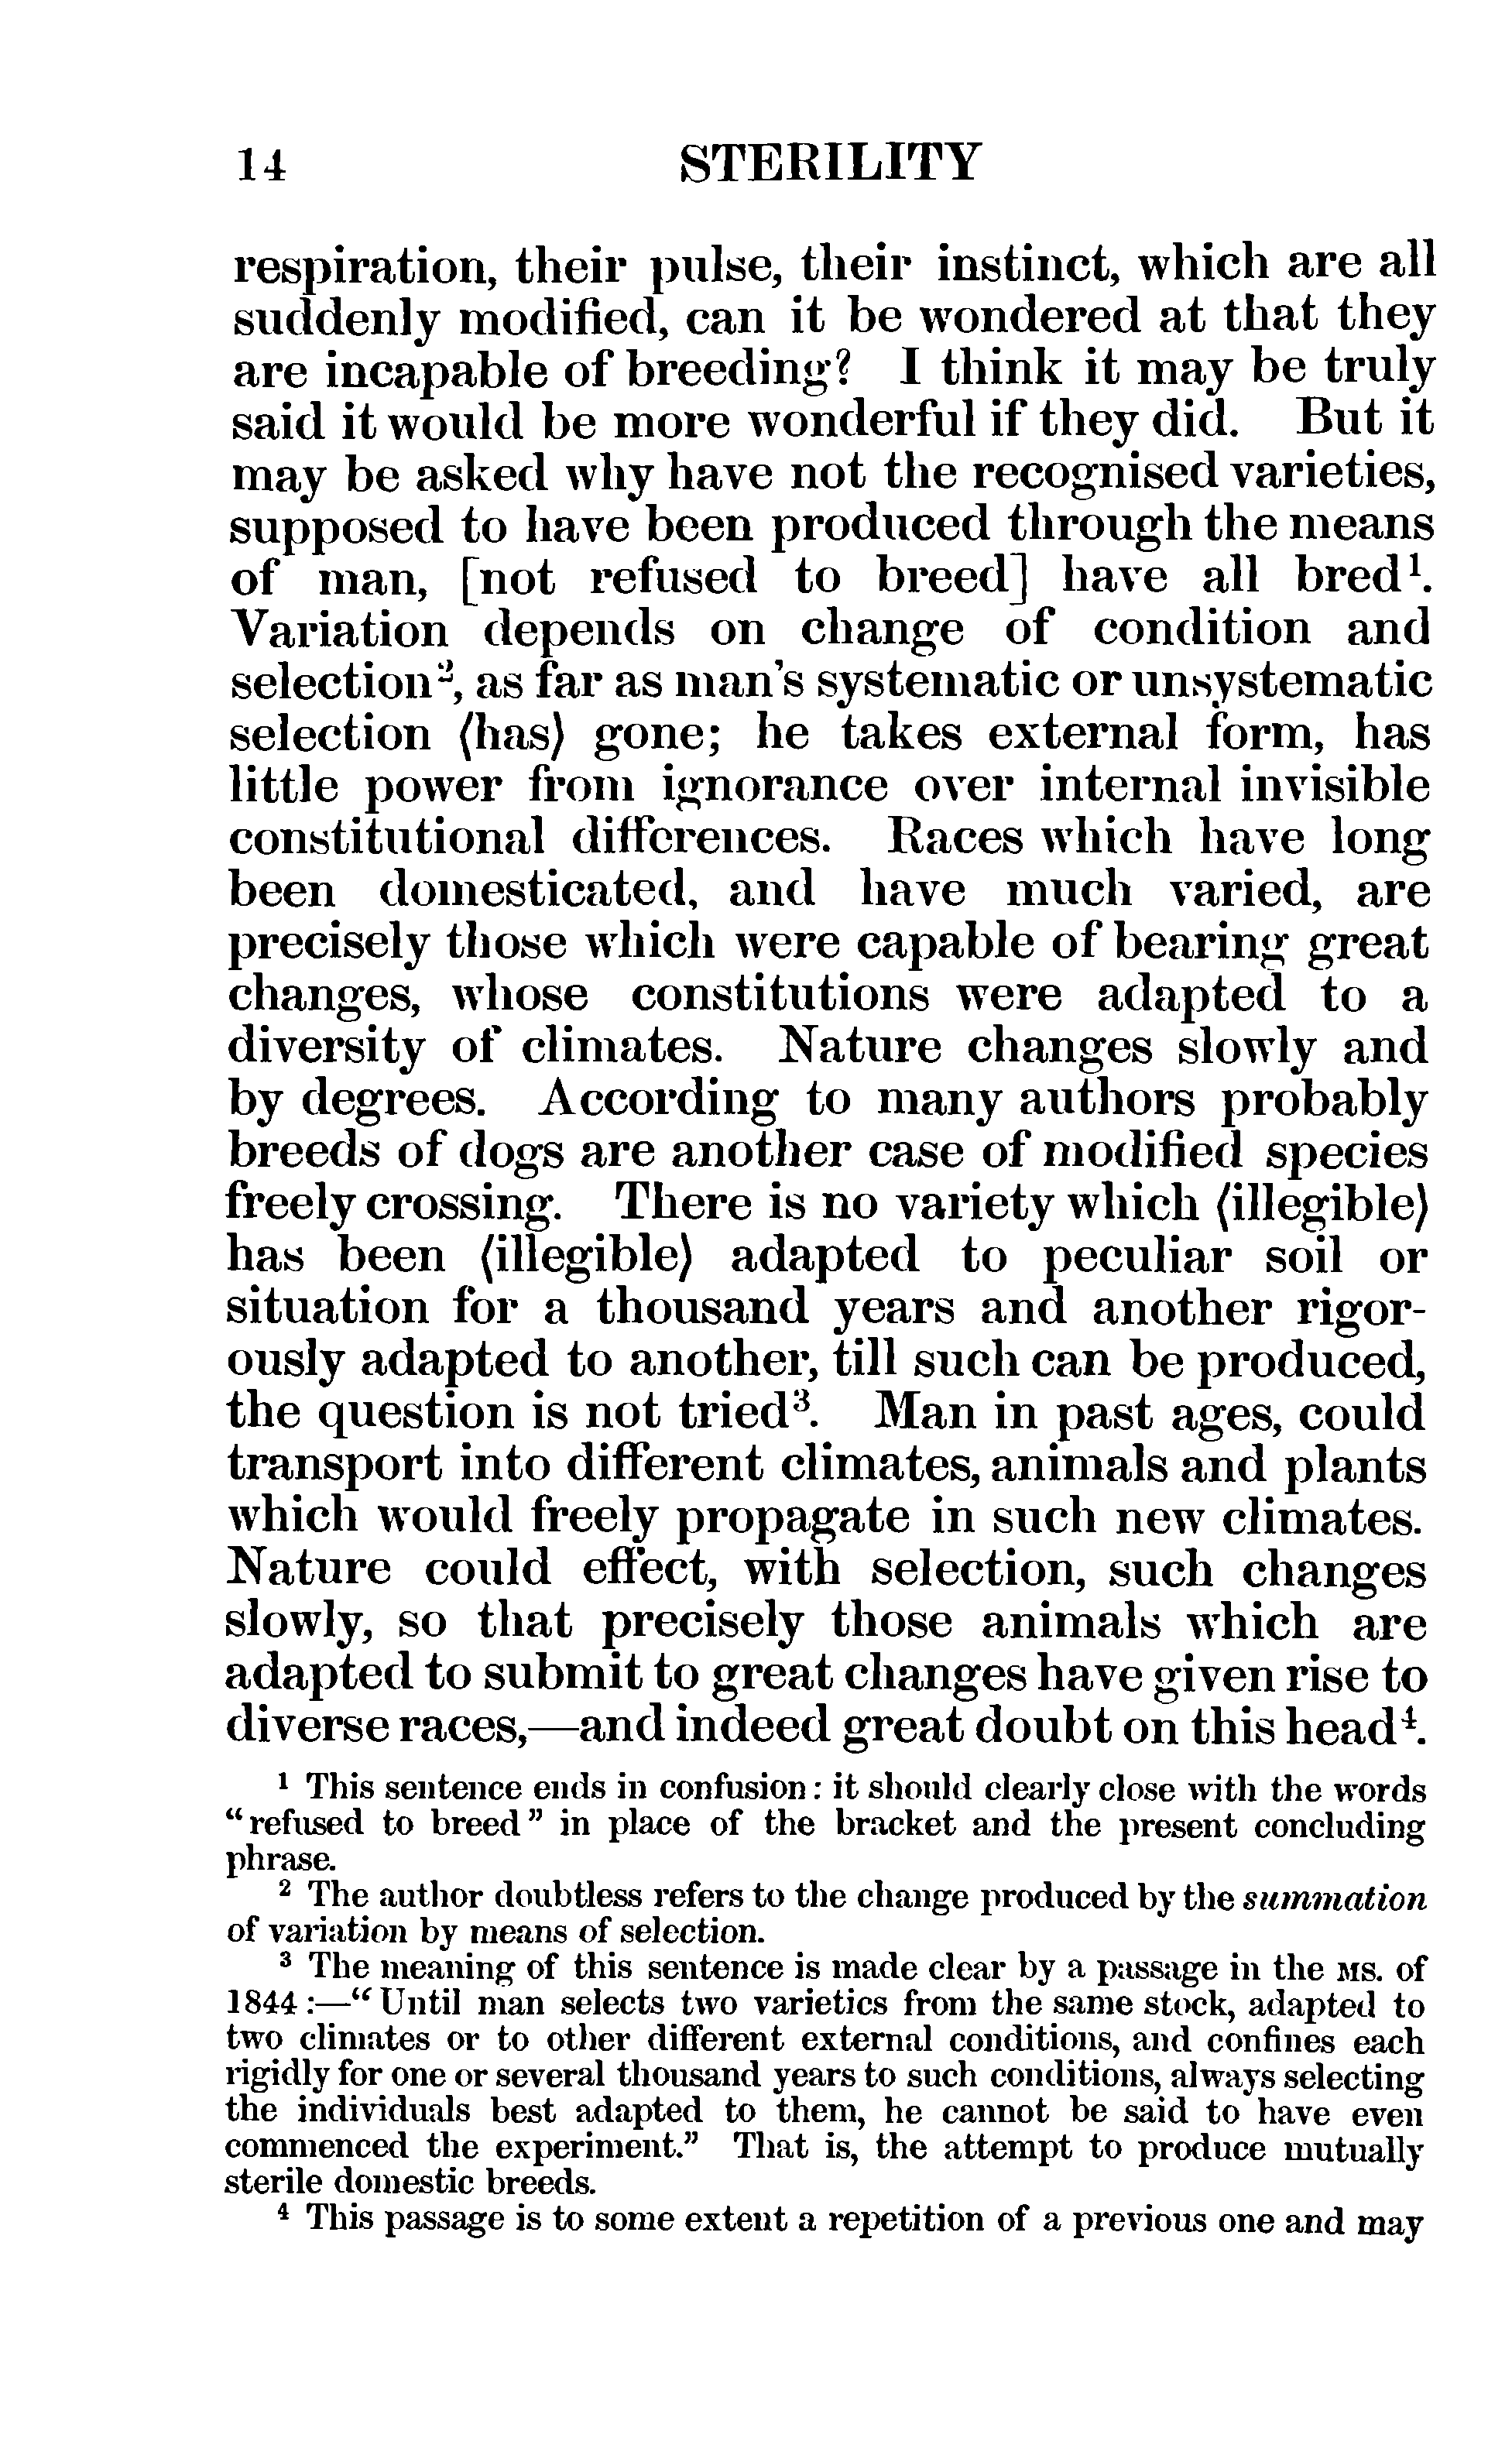 14 STERILITY
respiration, their pulse, their instinct, which are all
suddenly modified, can it be wondered at that they
are incapable of breeding? I think it may be truly
said it would be more wonderful if they did. But it
may be asked why have not the recognised varieties,
supposed to have been produced through the means
of man, [not refused to breed] have all bred¹.
Variation depends on change of condition and
selection², as far as man's systematic or unsystematic
selection ⟨has⟩ gone; he takes external form, has
little power from ignorance over internal invisible
constitutional differences. Races which have long
been domesticated, and have much varied, are
precisely those which were capable of bearing great
changes, whose constitutions were adapted to a
diversity of climates. Nature changes slowly and
by degrees. According to many authors probably
breeds of dogs are another case of modified species
freely crossing. There is no variety which ⟨illegible⟩
has been ⟨illegible⟩ adapted to peculiar soil or
situation for a thousand years and another rigor-
ously adapted to another, till such can be produced,
the question is not tried³. Man in past ages, could
transport into different climates, animals and plants
which would freely propagate in such new climates.
Nature could effect, with selection, such changes
slowly, so that precisely those animals which are
adapted to submit to great changes have given rise to
diverse races,—and indeed great doubt on this head⁴.
¹ This sentence ends in confusion: it should clearly close with the words
"refused to breed" in place of the bracket and the present concluding
phrase.
² The author doubtless refers to the change produced by the summation
of variation by means of selection.
³ The meaning of this sentence is made clear by a passage in the MS. of
1844:—"Until man selects two varieties from the same stock, adapted to
two climates or to other different external conditions, and confines each
rigidly for one or several thousand years to such conditions, always selecting
the individuals best adapted to them, he cannot be said to have even
commenced the experiment." That is, the attempt to produce mutually
sterile domestic breeds.
⁴ This passage is to some extent a repetition of a previous one and may